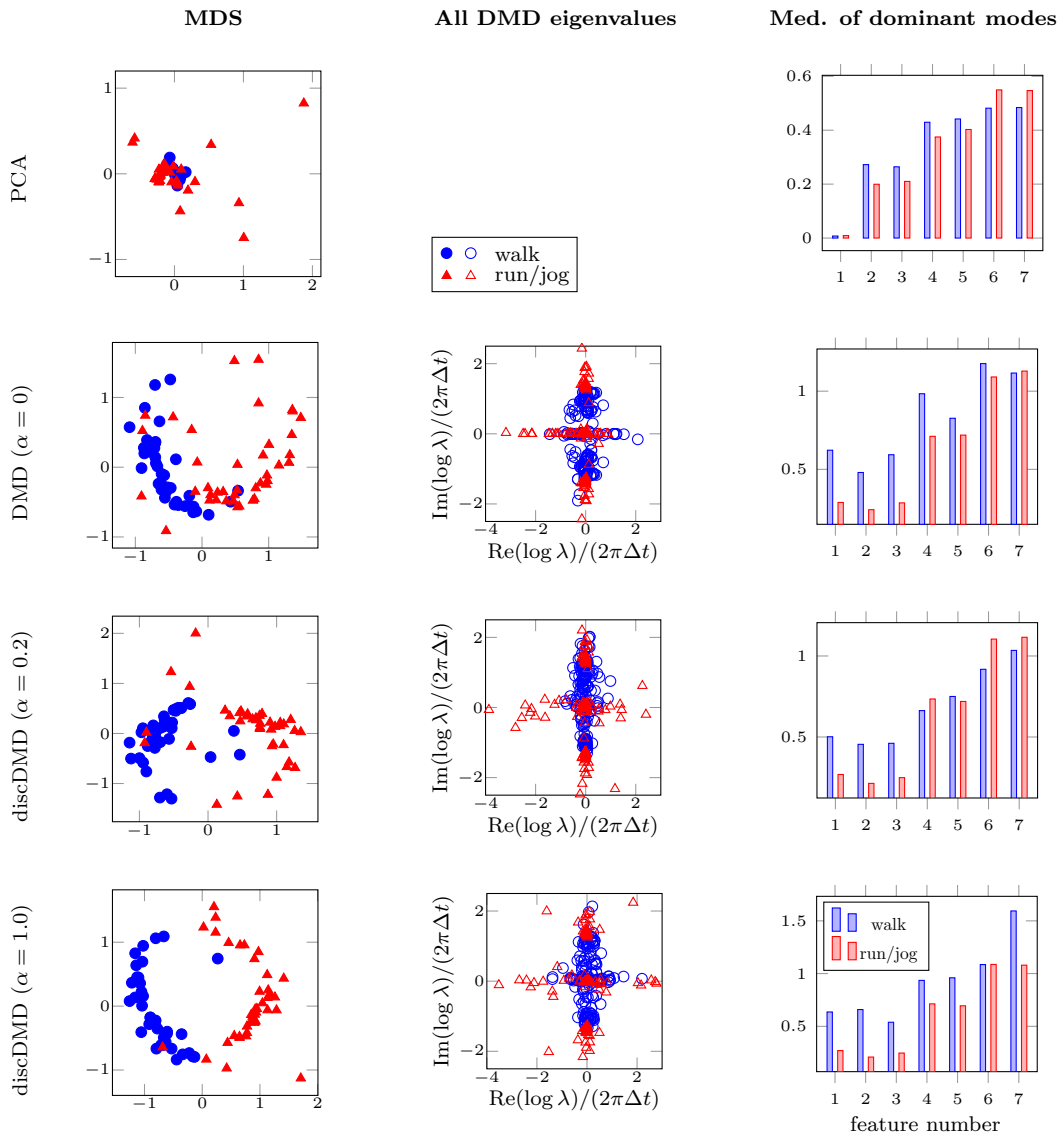 MDS
All DMD eigenvalues
Med. of dominant modes
PCA
1
0
−1
0
1
2
walk
run/jog
0.6
0.4
0.2
0
1 2 3 4 5 6 7
DMD (α = 0)
1
0
−1
−1
0
1
Im(log λ)/(2πΔt)
2
0
−2
−4 −2 0 2
Re(log λ)/(2πΔt)
1
0.5
1 2 3 4 5 6 7
discDMD (α = 0.2)
2
1
0
−1
−1
0
1
Im(log λ)/(2πΔt)
2
0
−2
−4 −2 0 2
Re(log λ)/(2πΔt)
1
0.5
1 2 3 4 5 6 7
discDMD (α = 1.0)
1
0
−1
−1
0
1
2
Im(log λ)/(2πΔt)
2
0
−2
−4 −2 0 2
Re(log λ)/(2πΔt)
walk
run/jog
1.5
1
0.5
1 2 3 4 5 6 7
feature number